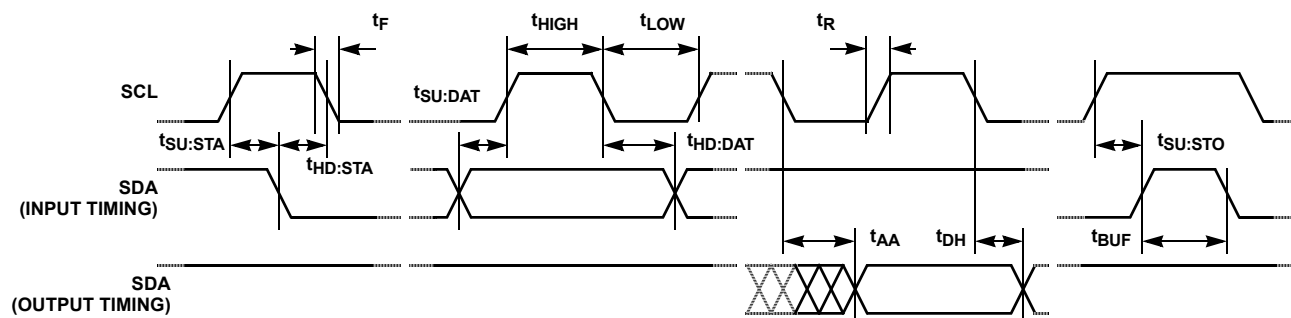 tF
tHIGH
tLOW
tR
SCL
tSU:DAT
tSU:STA
tHD:STA
tHD:DAT
tSU:STO
SDA
(INPUT TIMING)
tAA
tDH
tBUF
SDA
(OUTPUT TIMING)